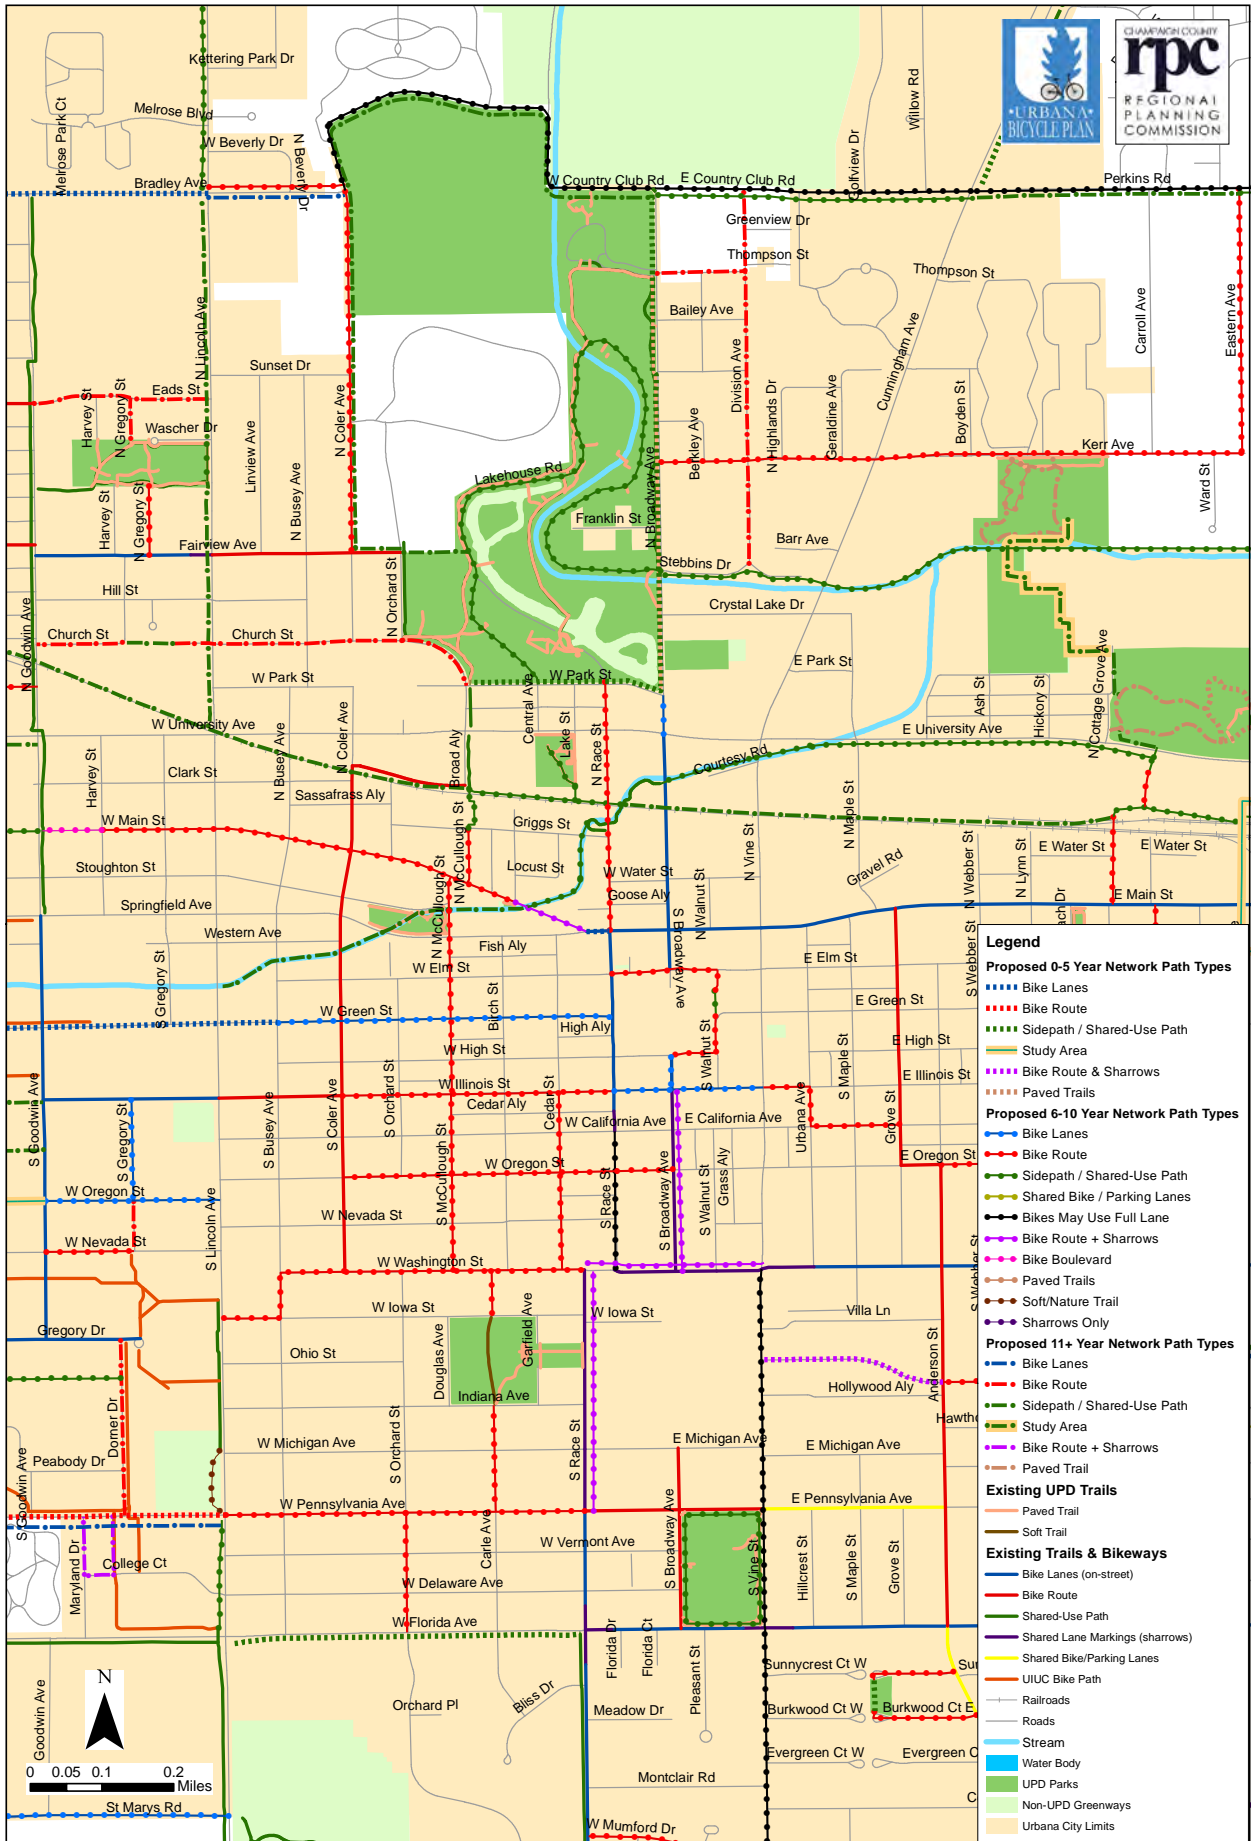 Kettering Park Dr
Melrose Park Ct
Melrose Blvd
W Beverly Dr
N Beverly Dr
Bradley Ave
W Country Club Rd
E Country Club Rd
Golfview Dr
Willow Rd
Perkins Rd
URBANA
BICYCLE PLAN
CHAMPAIGN COUNTY
rpc
REGIONAL
PLANNING
COMMISSION
Greenview Dr
Thompson St
Thompson St
Bailey Ave
N Lincoln Ave
Sunset Dr
Eads St
Harvey St
N Gregory St
Wascher Dr
Linview Ave
N Busey Ave
N Coler Ave
Division Ave
N Highlands Dr
Geraldine Ave
Cunningham Ave
Boyden St
Carroll Ave
Eastern Ave
Kerr Ave
Berkley Ave
N Broadway Ave
Lakehouse Rd
Franklin St
Ward St
Harvey St
N Gregory St
Fairview Ave
Barr Ave
Stebbins Dr
Hill St
N Orchard St
Crystal Lake Dr
N Goodwin Ave
Church St
Church St
E Park St
W Park St
W Park St
Central Ave
Lake St
N Race St
Ash St
Hickory St
N Cottage Grove Ave
W University Ave
E University Ave
N Busey Ave
N Coler Ave
Broad Aly
Courtesy Rd
Harvey St
Clark St
Sassafrass Aly
W Main St
Griggs St
N McCullough St
N Maple St
N Vine St
Stoughton St
Locust St
W Water St
Goose Aly
Gravel Rd
N Webber St
N Lynn St
E Water St
E Water St
E Main St
Springfield Ave
Western Ave
N McCullough St
Fish Aly
W Elm St
N Walnut St
S Broadway Ave
E Elm St
S Webber St
S Gregory St
W Green St
Birch St
High Aly
E Green St
W High St
S Walnut St
S Maple St
E High St
W Illinois St
Cedar Aly
Cedar St
E Illinois St
S Goodwin Ave
S Gregory St
S Busey Ave
S Coler Ave
S Orchard St
W California Ave
E California Ave
Urbana Ave
Grove St
S McCullough St
W Oregon St
E Oregon St
W Oregon St
S Lincoln Ave
W Nevada St
S Race St
S Broadway Ave
S Walnut St
Grass Aly
W Nevada St
W Washington St
W Iowa St
W Iowa St
Villa Ln
Gregory Dr
Ohio St
Douglas Ave
Garfield Ave
Indiana Ave
Anderson St
Hollywood Aly
Dorner Dr
S Orchard St
S Race St
W Michigan Ave
E Michigan Ave
E Michigan Ave
Peabody Dr
S Goodwin Ave
W Pennsylvania Ave
E Pennsylvania Ave
Carle Ave
W Vermont Ave
S Broadway Ave
S Vine St
Hillcrest St
S Maple St
Grove St
Maryland Dr
College Ct
W Delaware Ave
W Florida Ave
Florida Dr
Florida Ct
Pleasant St
Sunnycrest Ct W
Orchard Pl
Bliss Dr
Meadow Dr
Burkwood Ct W
Burkwood Ct E
Evergreen Ct W
Evergreen C
Montclair Rd
Goodwin Ave
N
0 0.05 0.1 0.2
Miles
St Marys Rd
W Mumford Dr
Legend
Proposed 0-5 Year Network Path Types
Bike Lanes
Bike Route
Sidepath / Shared-Use Path
Study Area
Bike Route & Sharrows
Paved Trails
Proposed 6-10 Year Network Path Types
Bike Lanes
Bike Route
Sidepath / Shared-Use Path
Shared Bike / Parking Lanes
Bikes May Use Full Lane
Bike Route + Sharrows
Bike Boulevard
Paved Trails
Soft/Nature Trail
Sharrows Only
Proposed 11+ Year Network Path Types
Bike Lanes
Bike Route
Sidepath / Shared-Use Path
Study Area
Bike Route + Sharrows
Paved Trail
Existing UPD Trails
Paved Trail
Soft Trail
Existing Trails & Bikeways
Bike Lanes (on-street)
Bike Route
Shared-Use Path
Shared Lane Markings (sharrows)
Shared Bike/Parking Lanes
UIUC Bike Path
Railroads
Roads
Stream
Water Body
UPD Parks
Non-UPD Greenways
Urbana City Limits